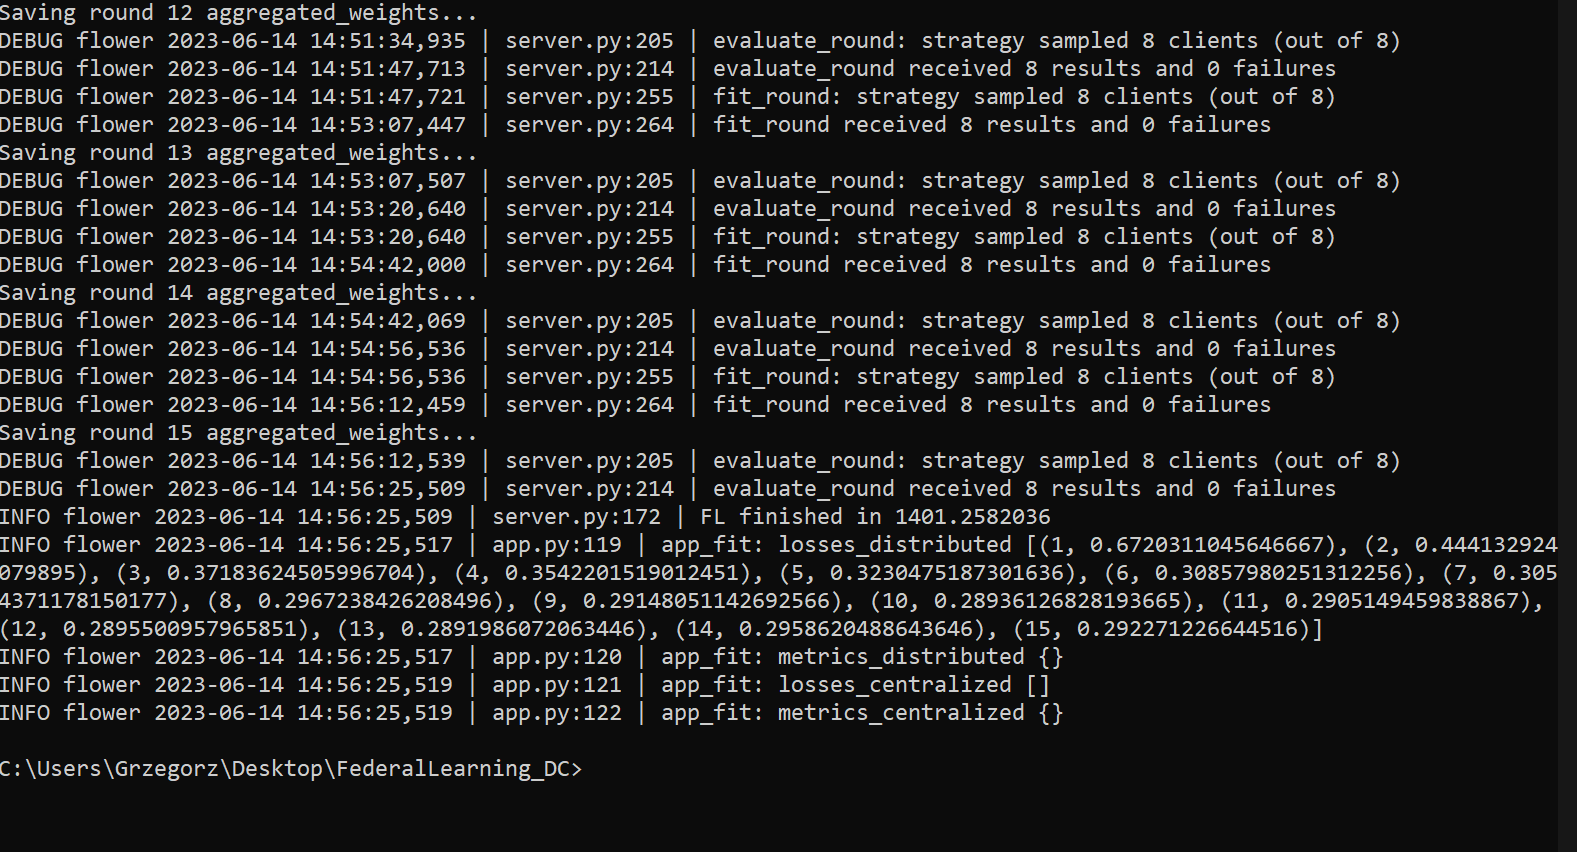 Saving round 12 aggregated_weights...
DEBUG flower 2023-06-14 14:51:34,935 | server.py:205 | evaluate_round: strategy sampled 8 clients (out of 8)
DEBUG flower 2023-06-14 14:51:47,713 | server.py:214 | evaluate_round received 8 results and 0 failures
DEBUG flower 2023-06-14 14:51:47,721 | server.py:255 | fit_round: strategy sampled 8 clients (out of 8)
DEBUG flower 2023-06-14 14:53:07,447 | server.py:264 | fit_round received 8 results and 0 failures
Saving round 13 aggregated_weights...
DEBUG flower 2023-06-14 14:53:07,507 | server.py:205 | evaluate_round: strategy sampled 8 clients (out of 8)
DEBUG flower 2023-06-14 14:53:20,640 | server.py:214 | evaluate_round received 8 results and 0 failures
DEBUG flower 2023-06-14 14:53:20,640 | server.py:255 | fit_round: strategy sampled 8 clients (out of 8)
DEBUG flower 2023-06-14 14:54:42,000 | server.py:264 | fit_round received 8 results and 0 failures
Saving round 14 aggregated_weights...
DEBUG flower 2023-06-14 14:54:42,069 | server.py:205 | evaluate_round: strategy sampled 8 clients (out of 8)
DEBUG flower 2023-06-14 14:54:56,536 | server.py:214 | evaluate_round received 8 results and 0 failures
DEBUG flower 2023-06-14 14:54:56,536 | server.py:255 | fit_round: strategy sampled 8 clients (out of 8)
DEBUG flower 2023-06-14 14:56:12,459 | server.py:264 | fit_round received 8 results and 0 failures
Saving round 15 aggregated_weights...
DEBUG flower 2023-06-14 14:56:12,539 | server.py:205 | evaluate_round: strategy sampled 8 clients (out of 8)
DEBUG flower 2023-06-14 14:56:25,509 | server.py:214 | evaluate_round received 8 results and 0 failures
INFO flower 2023-06-14 14:56:25,509 | server.py:172 | FL finished in 1401.2582036
INFO flower 2023-06-14 14:56:25,517 | app.py:119 | app_fit: losses_distributed [(1, 0.6720311045646667), (2, 0.444132924
079895), (3, 0.37183624505996704), (4, 0.3542201519012451), (5, 0.3230475187301636), (6, 0.30857980251312256), (7, 0.305
4371178150177), (8, 0.2967238426208496), (9, 0.29148051142692566), (10, 0.28936126828193665), (11, 0.2905149459838867),
(12, 0.2895500957965851), (13, 0.2891986072063446), (14, 0.2958620488643646), (15, 0.292271226644516)]
INFO flower 2023-06-14 14:56:25,517 | app.py:120 | app_fit: metrics_distributed {}
INFO flower 2023-06-14 14:56:25,519 | app.py:121 | app_fit: losses_centralized []
INFO flower 2023-06-14 14:56:25,519 | app.py:122 | app_fit: metrics_centralized {}
C:\Users\Grzegorz\Desktop\FederalLearning_DC>